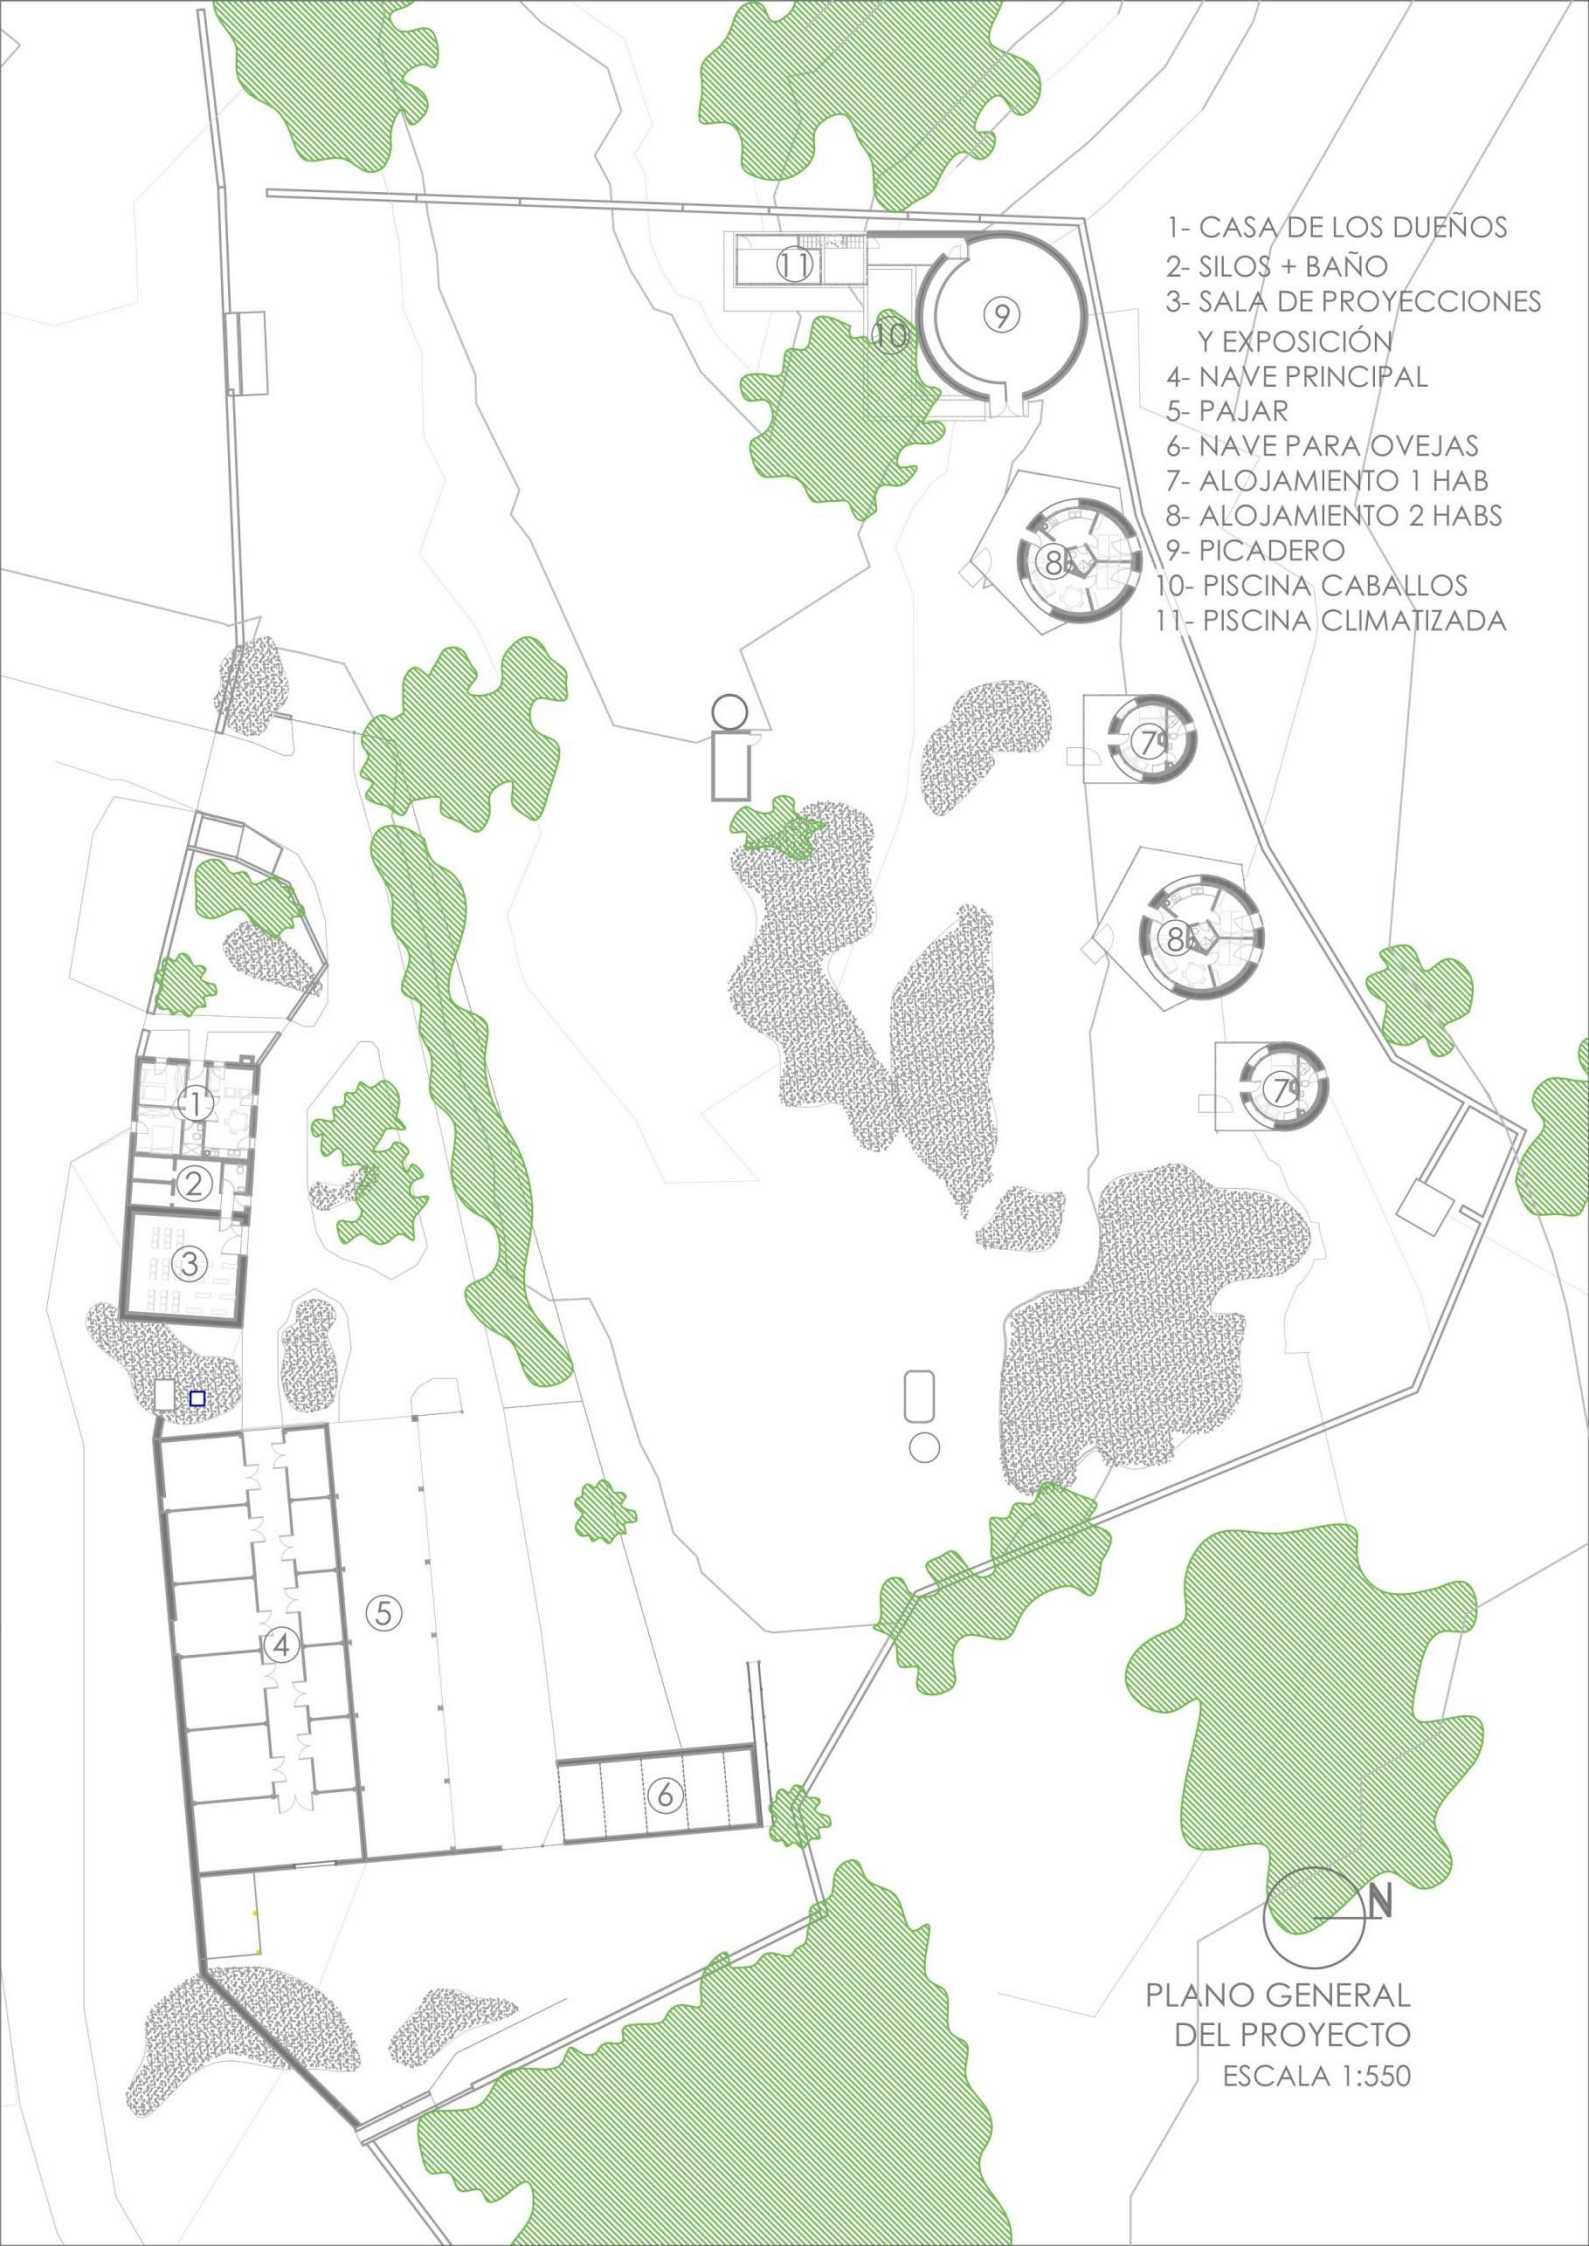 1- CASA DE LOS DUEÑOS
2- SILOS + BAÑO
3- SALA DE PROYECCIONES
Y EXPOSICIÓN
4- NAVE PRINCIPAL
5- PAJAR
6- NAVE PARA OVEJAS
7- ALOJAMIENTO 1 HAB
8- ALOJAMIENTO 2 HABS
9- PICADERO
10- PISCINA CABALLOS
11- PISCINA CLIMATIZADA
11
9
10
8
7
8
7
1
2
3
5
4
6
N
PLANO GENERAL
DEL PROYECTO
ESCALA 1:550